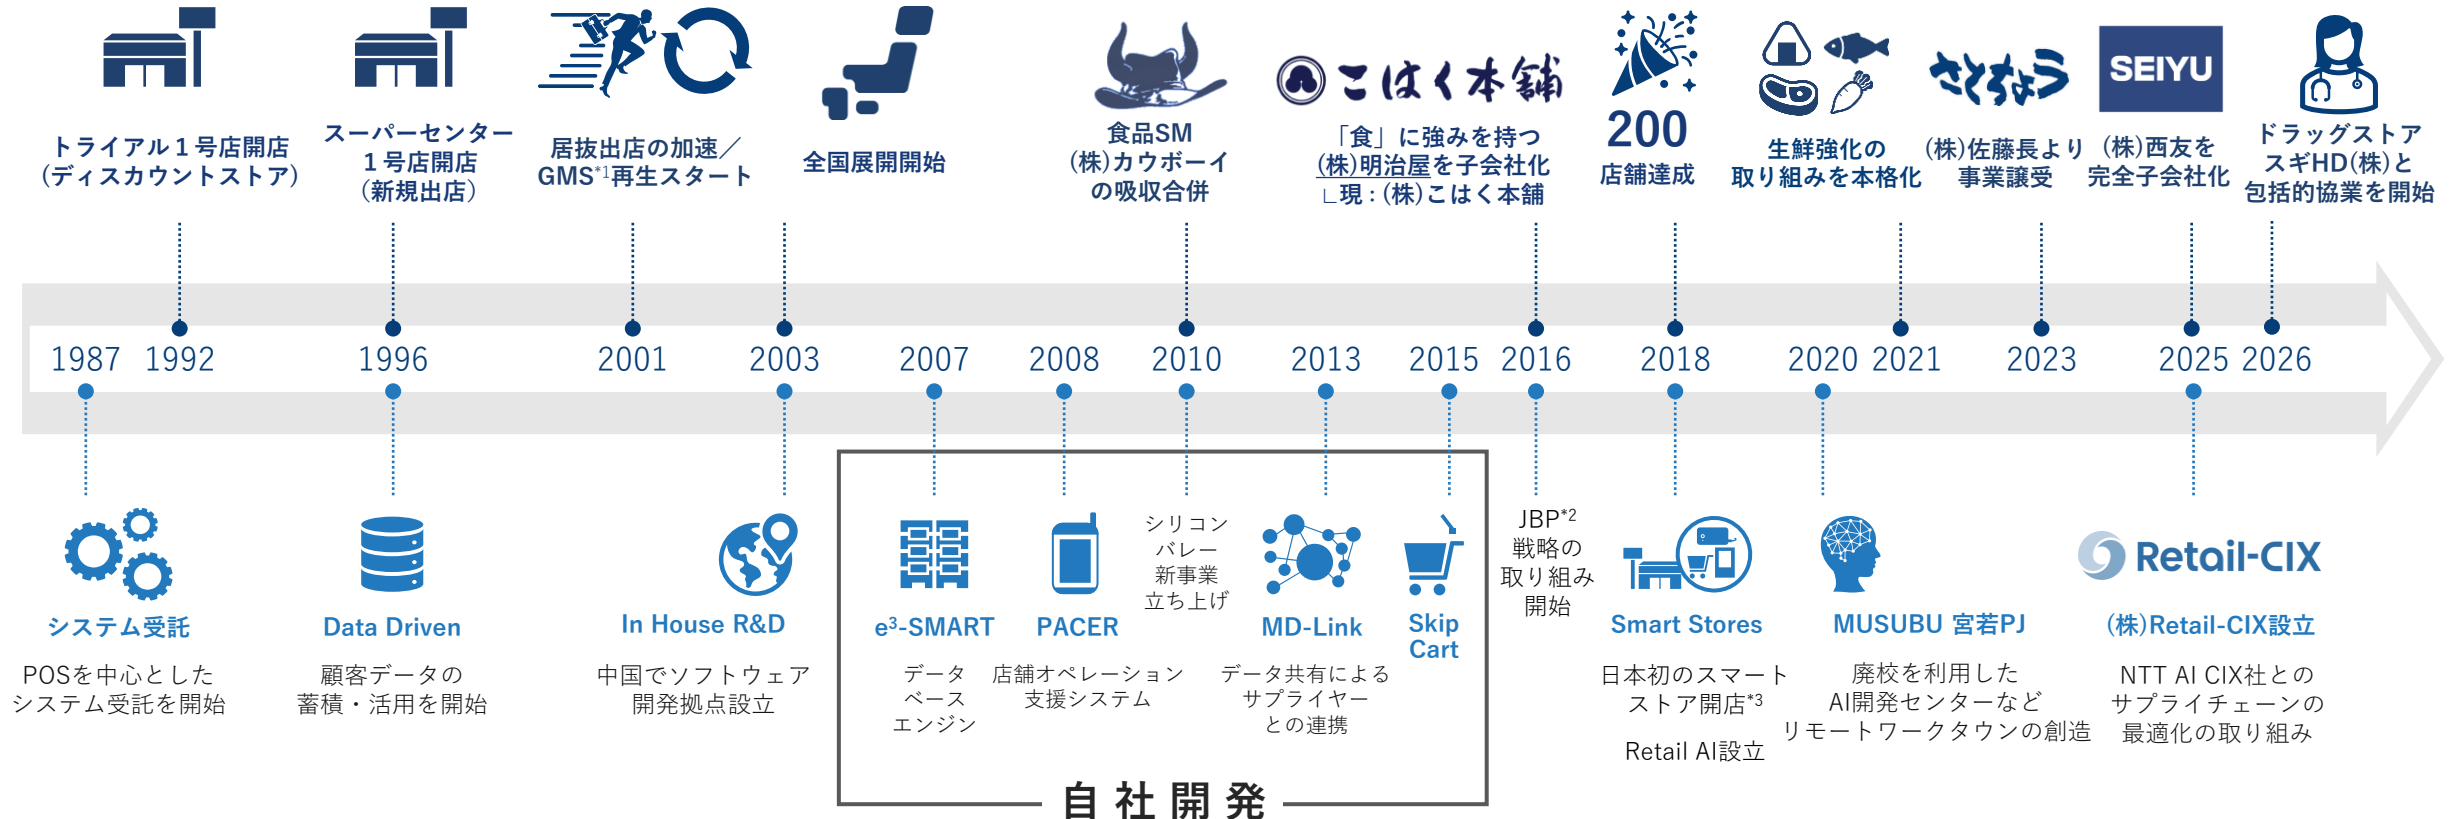 トライアル１号店開店
(ディスカウントストア)
スーパーセンター
１号店開店
（新規出店）
居抜出店の加速／
GMS*1再生スタート
全国展開開始
食品SM
(株)カウボーイ
の吸収合併
こはく本舗
「食」に強みを持つ
(株)明治屋を子会社化
∟現：(株)こはく本舗
200
店舗達成
生鮮強化の
取り組みを本格化
さとちょう
(株)佐藤長より
事業譲受
SEIYU
(株)西友を
完全子会社化
ドラッグストア
スギHD(株)と
包括的協業を開始
1987
1992
1996
2001
2003
2007
2008
2010
2013
2015
2016
2018
2020
2021
2023
2025
2026
システム受託
POSを中心とした
システム受託を開始
Data Driven
顧客データの
蓄積・活用を開始
In House R&D
中国でソフトウェア
開発拠点設立
e³-SMART
データ
ベース
エンジン
PACER
店舗オペレーション
支援システム
シリコン
バレー
新事業
立ち上げ
MD-Link
データ共有による
サプライヤー
との連携
Skip
Cart
自社開発
JBP*2
戦略の
取り組み
開始
Smart Stores
日本初のスマート
ストア開店*3
Retail AI設立
MUSUBU 宮若PJ
廃校を利用した
AI開発センターなど
リモートワークタウンの創造
Retail-CIX
(株)Retail-CIX設立
NTT AI CIX社との
サプライチェーンの
最適化の取り組み